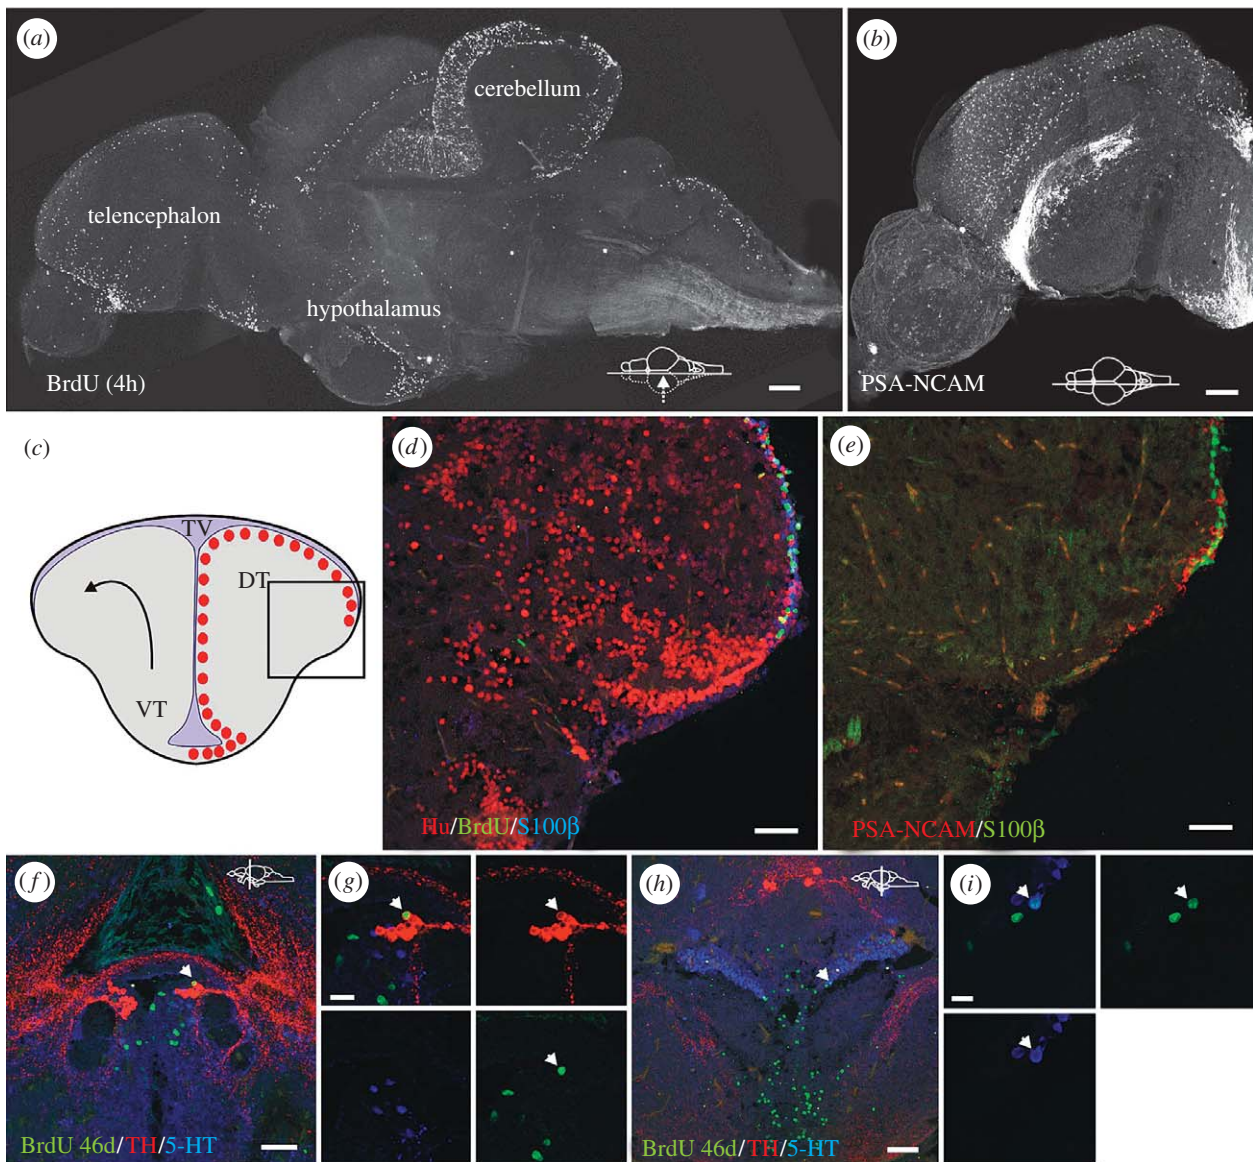 (a)
cerebellum
telencephalon
hypothalamus
BrdU (4h)
(b)
PSA-NCAM
(c)
TV
DT
VT
(d)
Hu/BrdU/S100β
(e)
PSA-NCAM/S100β
(f)
BrdU 46d/TH/5-HT
(g)
(h)
BrdU 46d/TH/5-HT
(i)